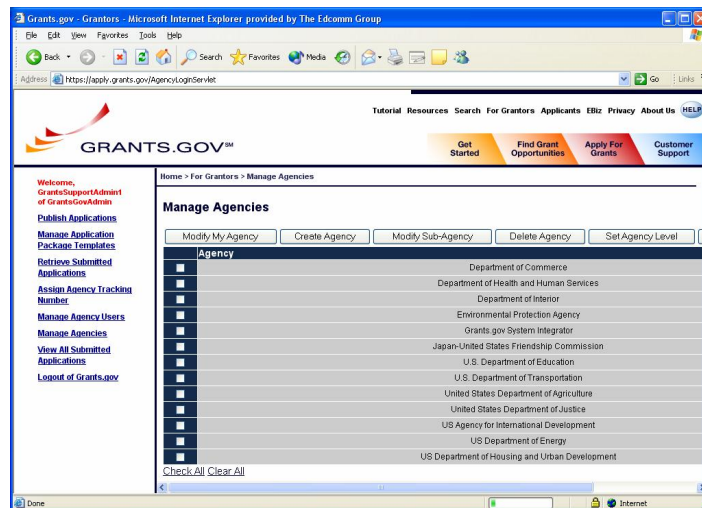 Grants.gov - Grantors - Microsoft Internet Explorer provided by The Edcomm Group
File Edit View Favorites Tools Help
Back Search Favorites Media
Address https://apply.grants.gov/AgencyLoginServlet Go Links
Tutorial Resources Search For Grantors Applicants EBiz Privacy About Us HELP
GRANTS.GOV℠
Get Started
Find Grant Opportunities
Apply For Grants
Customer Support
Welcome,
GrantsSupportAdmin1
of GrantsGovAdmin
Publish Applications
Manage Application
Package Templates
Retrieve Submitted
Applications
Assign Agency Tracking
Number
Manage Agency Users
Manage Agencies
View All Submitted
Applications
Logout of Grants.gov
Home > For Grantors > Manage Agencies
Manage Agencies
Modify My Agency Create Agency Modify Sub-Agency Delete Agency Set Agency Level
Agency
Department of Commerce
Department of Health and Human Services
Department of Interior
Environmental Protection Agency
Grants.gov System Integrator
Japan-United States Friendship Commission
U.S. Department of Education
U.S. Department of Transportation
United States Department of Agriculture
United States Department of Justice
US Agency for International Development
US Department of Energy
US Department of Housing and Urban Development
Check All Clear All
Done Internet